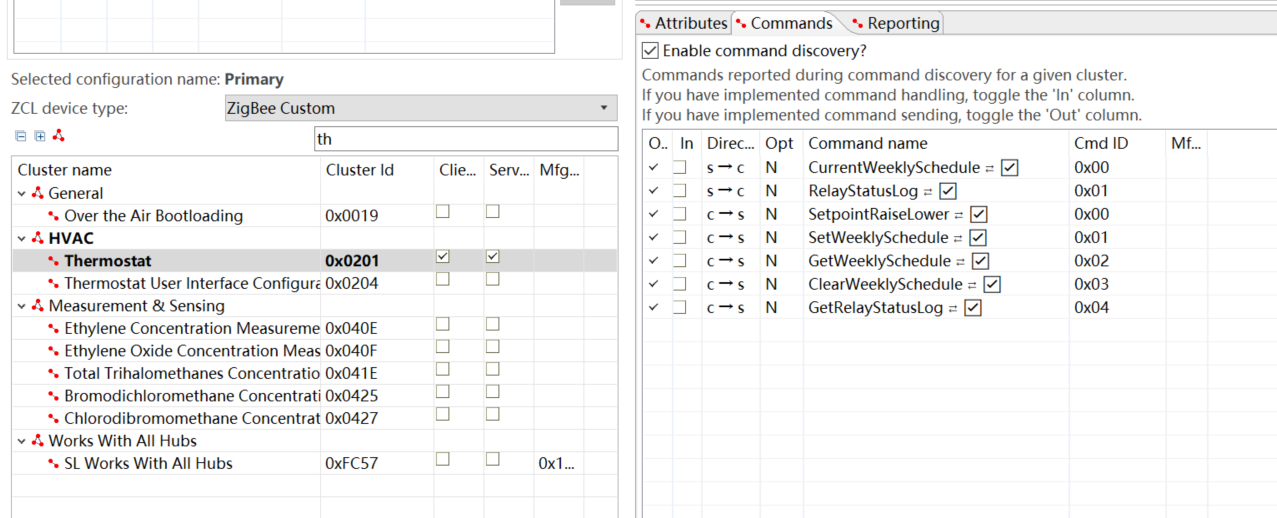 Selected configuration name: Primary
ZCL device type: ZigBee Custom
th
Cluster name Cluster Id Clie... Serv... Mfg...
General
Over the Air Bootloading 0x0019
HVAC
Thermostat 0x0201
Thermostat User Interface Configura 0x0204
Measurement & Sensing
Ethylene Concentration Measureme 0x040E
Ethylene Oxide Concentration Meas 0x040F
Total Trihalomethanes Concentratio 0x041E
Bromodichloromethane Concentrati 0x0425
Chlorodibromomethane Concentrat 0x0427
Works With All Hubs
SL Works With All Hubs 0xFC57 0x1...
Attributes Commands Reporting
Enable command discovery?
Commands reported during command discovery for a given cluster.
If you have implemented command handling, toggle the 'In' column.
If you have implemented command sending, toggle the 'Out' column.
O.. In Direc... Opt Command name Cmd ID Mf...
s → c N CurrentWeeklySchedule ⇄ 0x00
s → c N RelayStatusLog ⇄ 0x01
c → s N SetpointRaiseLower ⇄ 0x00
c → s N SetWeeklySchedule ⇄ 0x01
c → s N GetWeeklySchedule ⇄ 0x02
c → s N ClearWeeklySchedule ⇄ 0x03
c → s N GetRelayStatusLog ⇄ 0x04